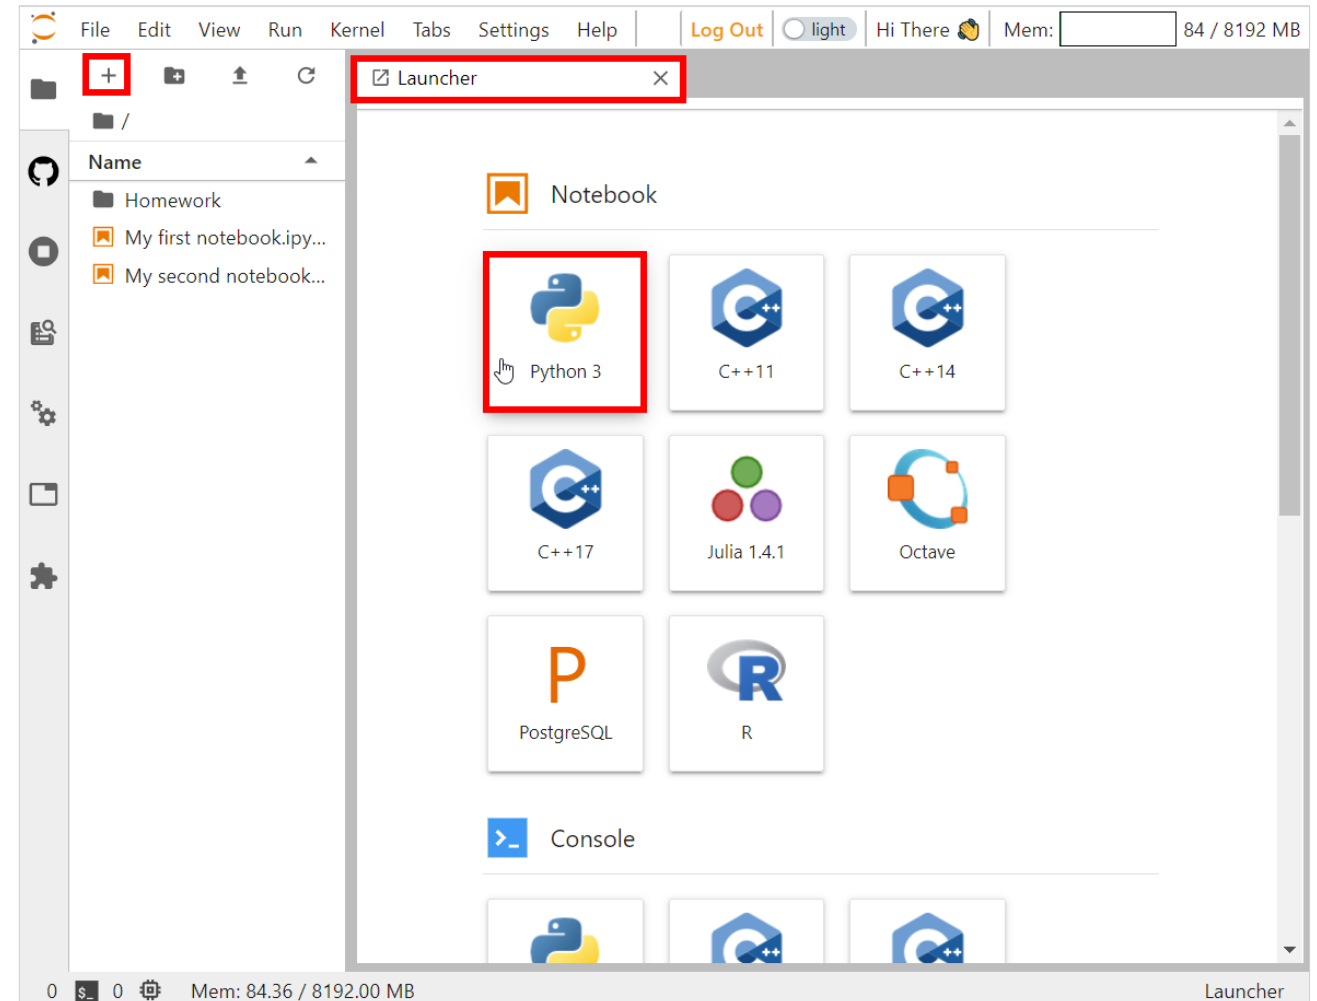 File Edit View Run Kernel Tabs Settings Help Log Out light Hi There Mem: 84 / 8192 MB
+
Launcher
/
Name
Homework
My first notebook.ipy...
My second notebook...
Notebook
Python 3
C++11
C++14
C++17
Julia 1.4.1
Octave
PostgreSQL
R
Console
0 $_ 0 Mem: 84.36 / 8192.00 MB Launcher